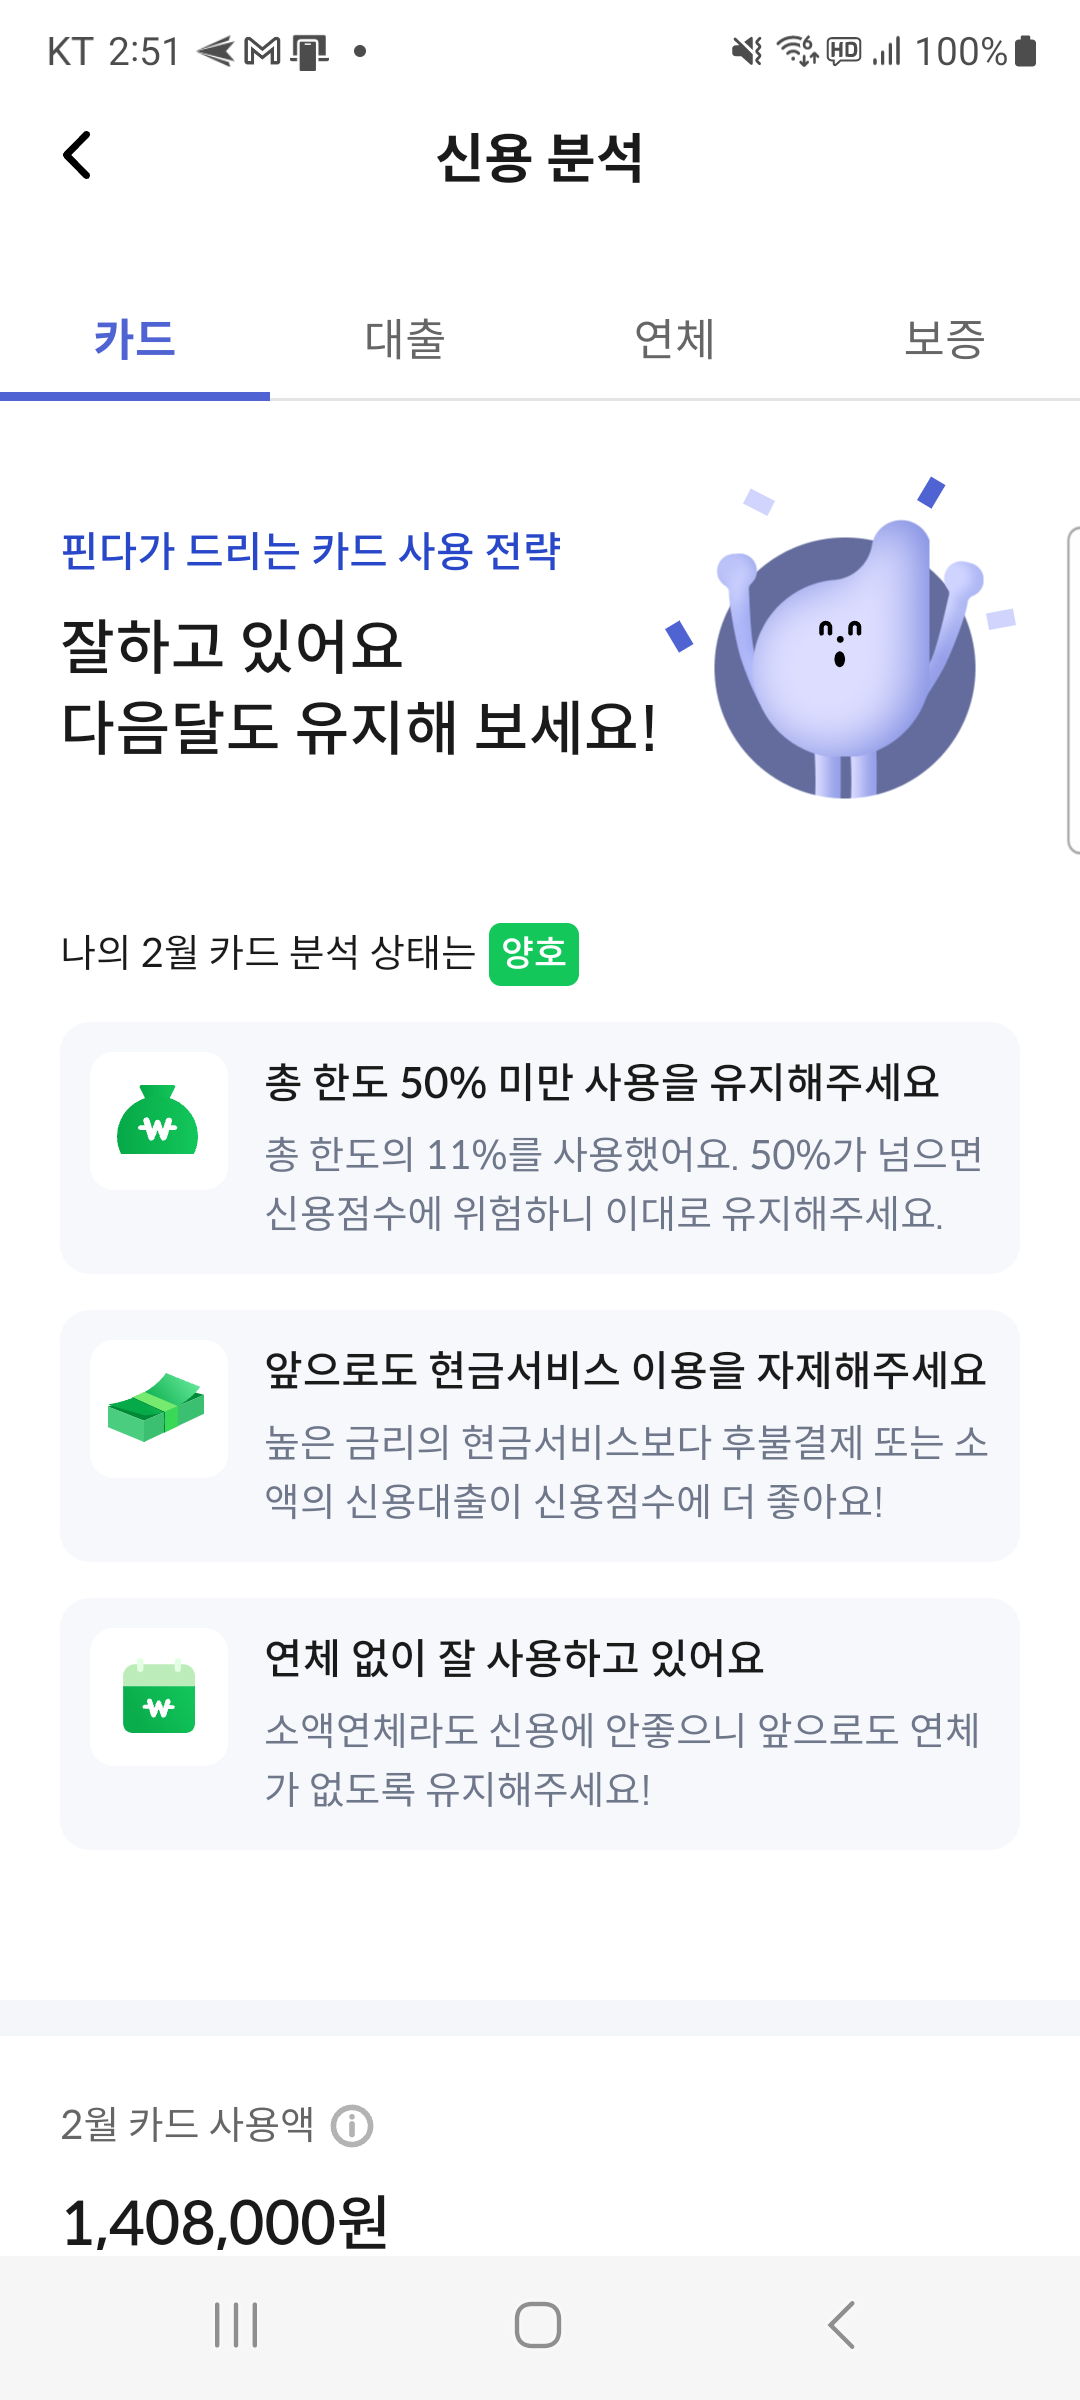 KT 2:51
HD 100%
신용 분석
카드 대출 연체 보증
핀다가 드리는 카드 사용 전략
잘하고 있어요
다음달도 유지해 보세요!
나의 2월 카드 분석 상태는 양호
총 한도 50% 미만 사용을 유지해주세요
총 한도의 11%를 사용했어요. 50%가 넘으면
신용점수에 위험하니 이대로 유지해주세요.
앞으로도 현금서비스 이용을 자제해주세요
높은 금리의 현금서비스보다 후불결제 또는 소
액의 신용대출이 신용점수에 더 좋아요!
연체 없이 잘 사용하고 있어요
소액연체라도 신용에 안좋으니 앞으로도 연체
가 없도록 유지해주세요!
2월 카드 사용액
1,408,000원